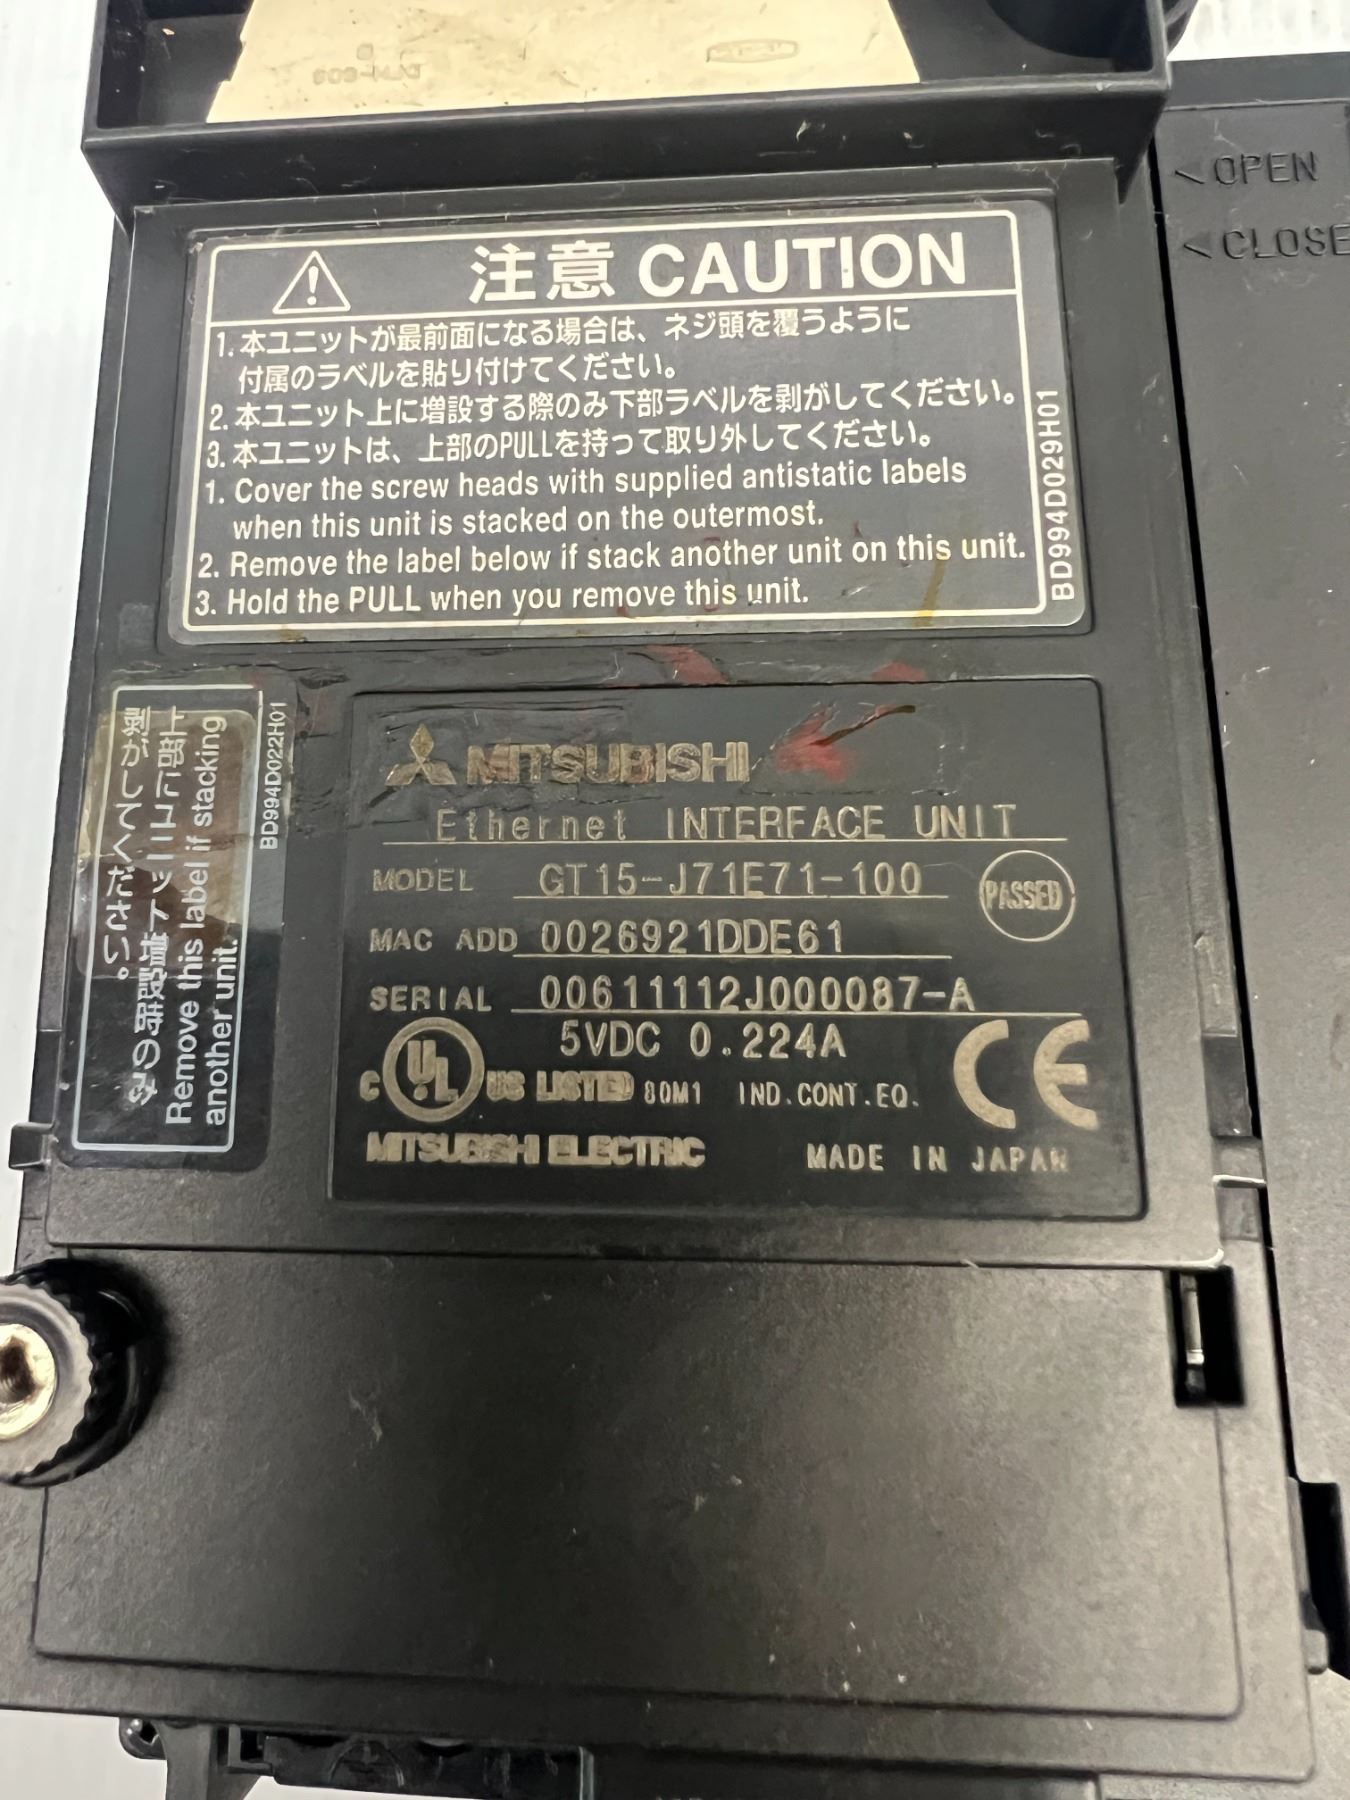 OPEN
CLOSE
注意 CAUTION
1. 本ユニットが最前面になる場合は、ネジ頭を覆うように
付属のラベルを貼り付けてください。
2. 本ユニット上に増設する際のみ下部ラベルを剥がしてください。
3. 本ユニットは、上部のPULLを持って取り外してください。
1. Cover the screw heads with supplied antistatic labels
when this unit is stacked on the outermost.
2. Remove the label below if stack another unit on this unit.
3. Hold the PULL when you remove this unit.
BD994D029H01
上部にユニット増設時のみ
剥がしてください。
Remove this label if stacking
another unit.
BD994D022H01
MITSUBISHI
Ethernet INTERFACE UNIT
MODEL GT15-J71E71-100
PASSED
MAC ADD 0026921DDE61
SERIAL 00611112J000087-A
5VDC 0.224A
C UL US LISTED 80M1 IND.CONT.EQ.
CE
MITSUBISHI ELECTRIC
MADE IN JAPAN